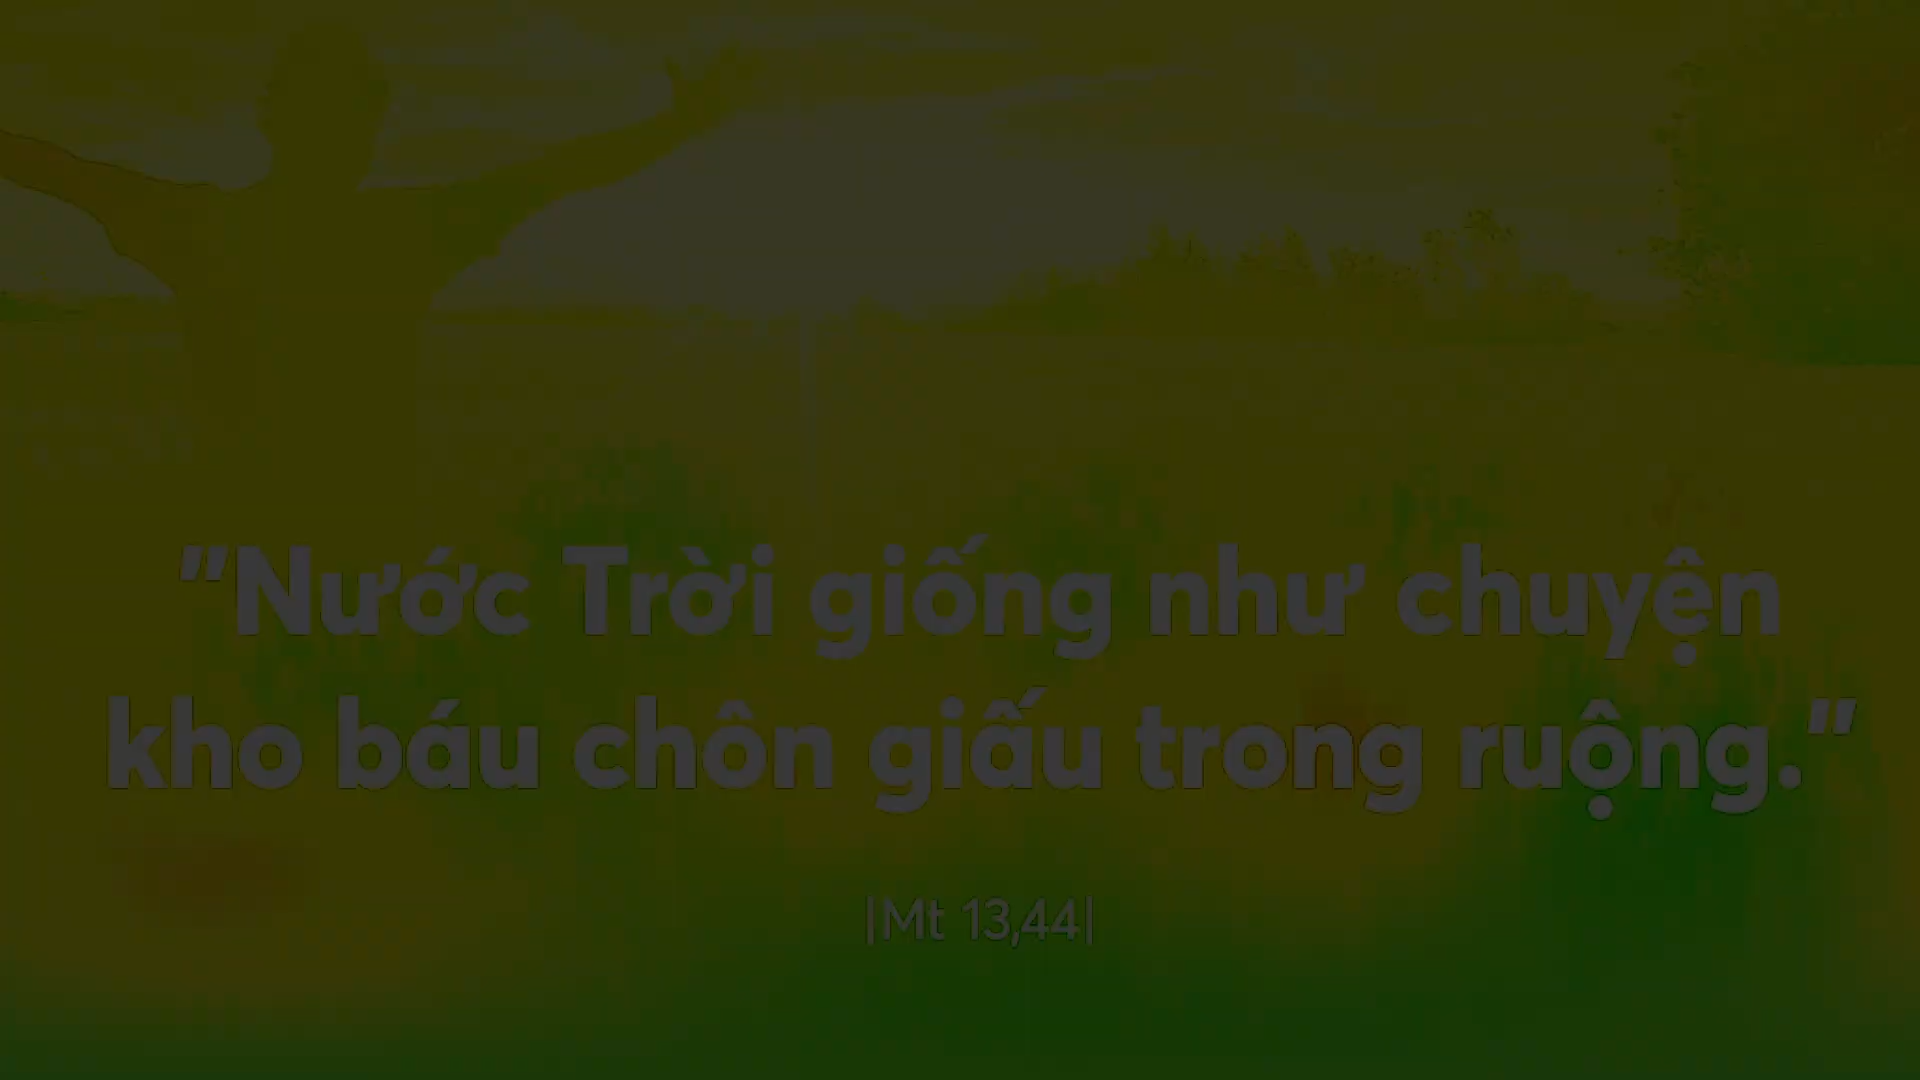 "Nước Trời giống như chuyện
kho báu chôn giấu trong ruộng."
|Mt 13,44|